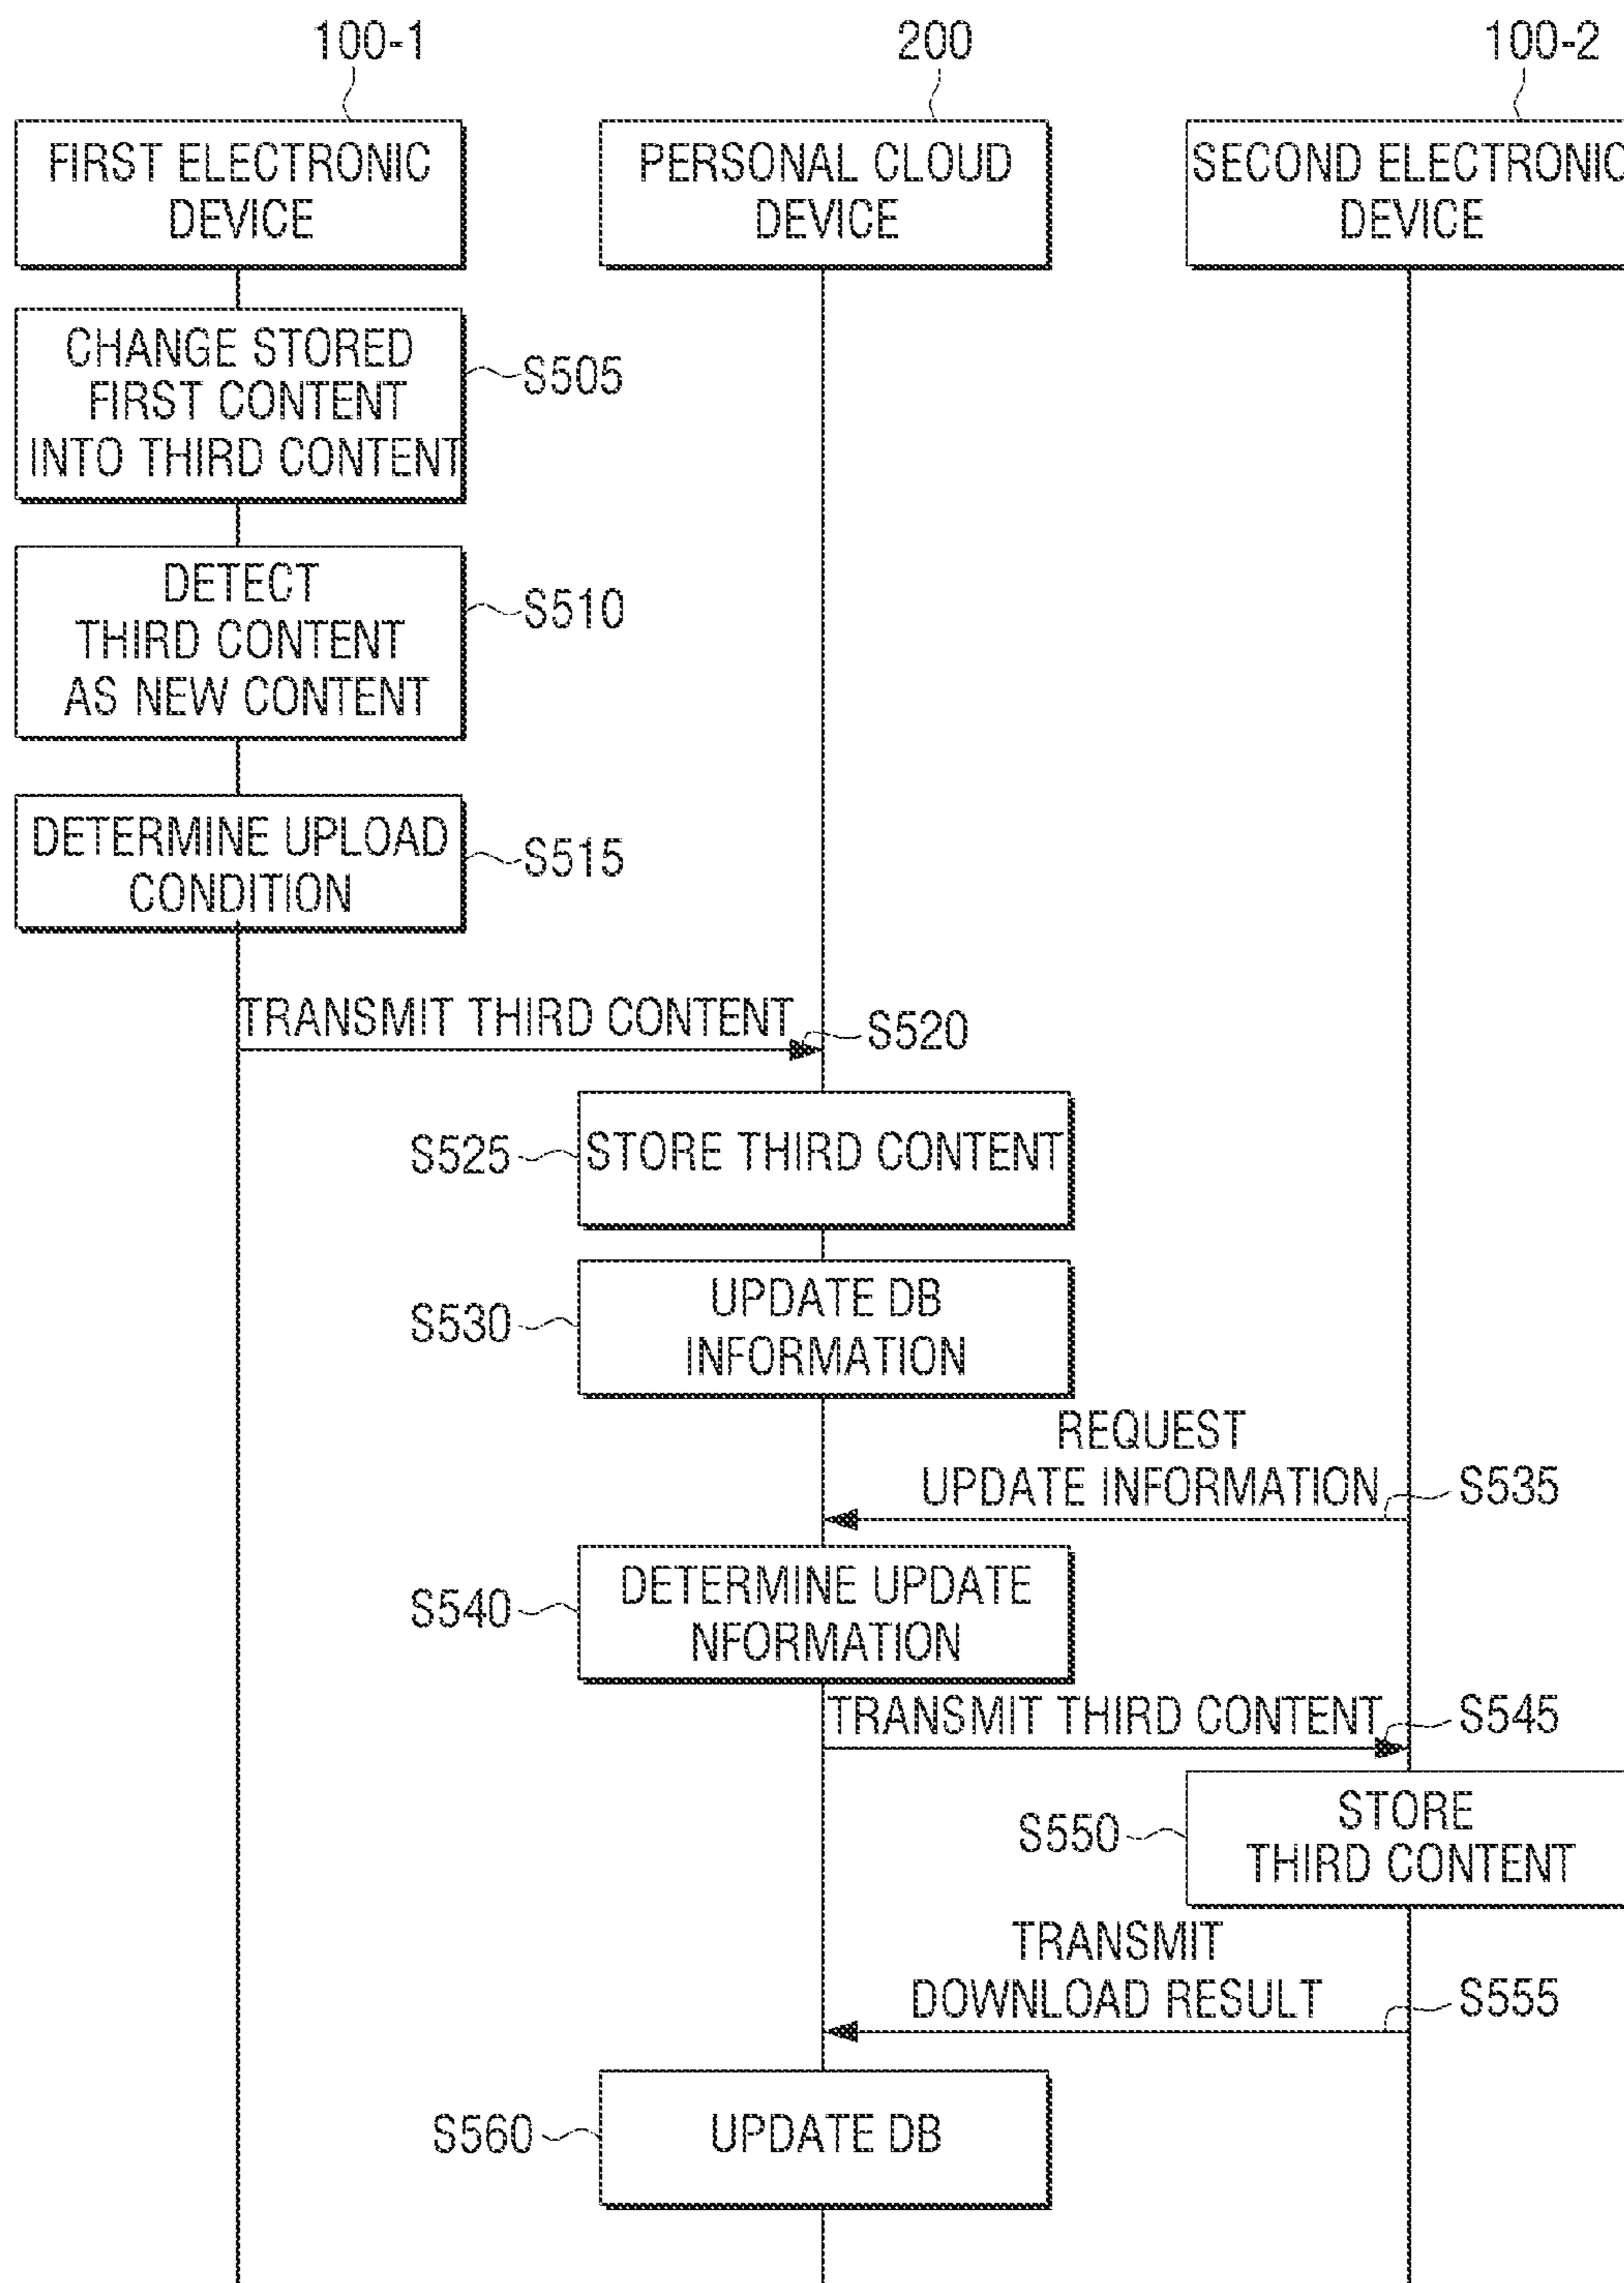 100-1
200
100-2
FIRST ELECTRONIC
DEVICE
PERSONAL CLOUD
DEVICE
SECOND ELECTRONIC
DEVICE
CHANGE STORED
FIRST CONTENT
INTO THIRD CONTENT
S505
DETECT
THIRD CONTENT
AS NEW CONTENT
S510
DETERMINE UPLOAD
CONDITION
S515
TRANSMIT THIRD CONTENT
S520
S525
STORE THIRD CONTENT
S530
UPDATE DB
INFORMATION
REQUEST
UPDATE INFORMATION
S535
S540
DETERMINE UPDATE
NFORMATION
TRANSMIT THIRD CONTENT
S545
S550
STORE
THIRD CONTENT
TRANSMIT
DOWNLOAD RESULT
S555
S560
UPDATE DB